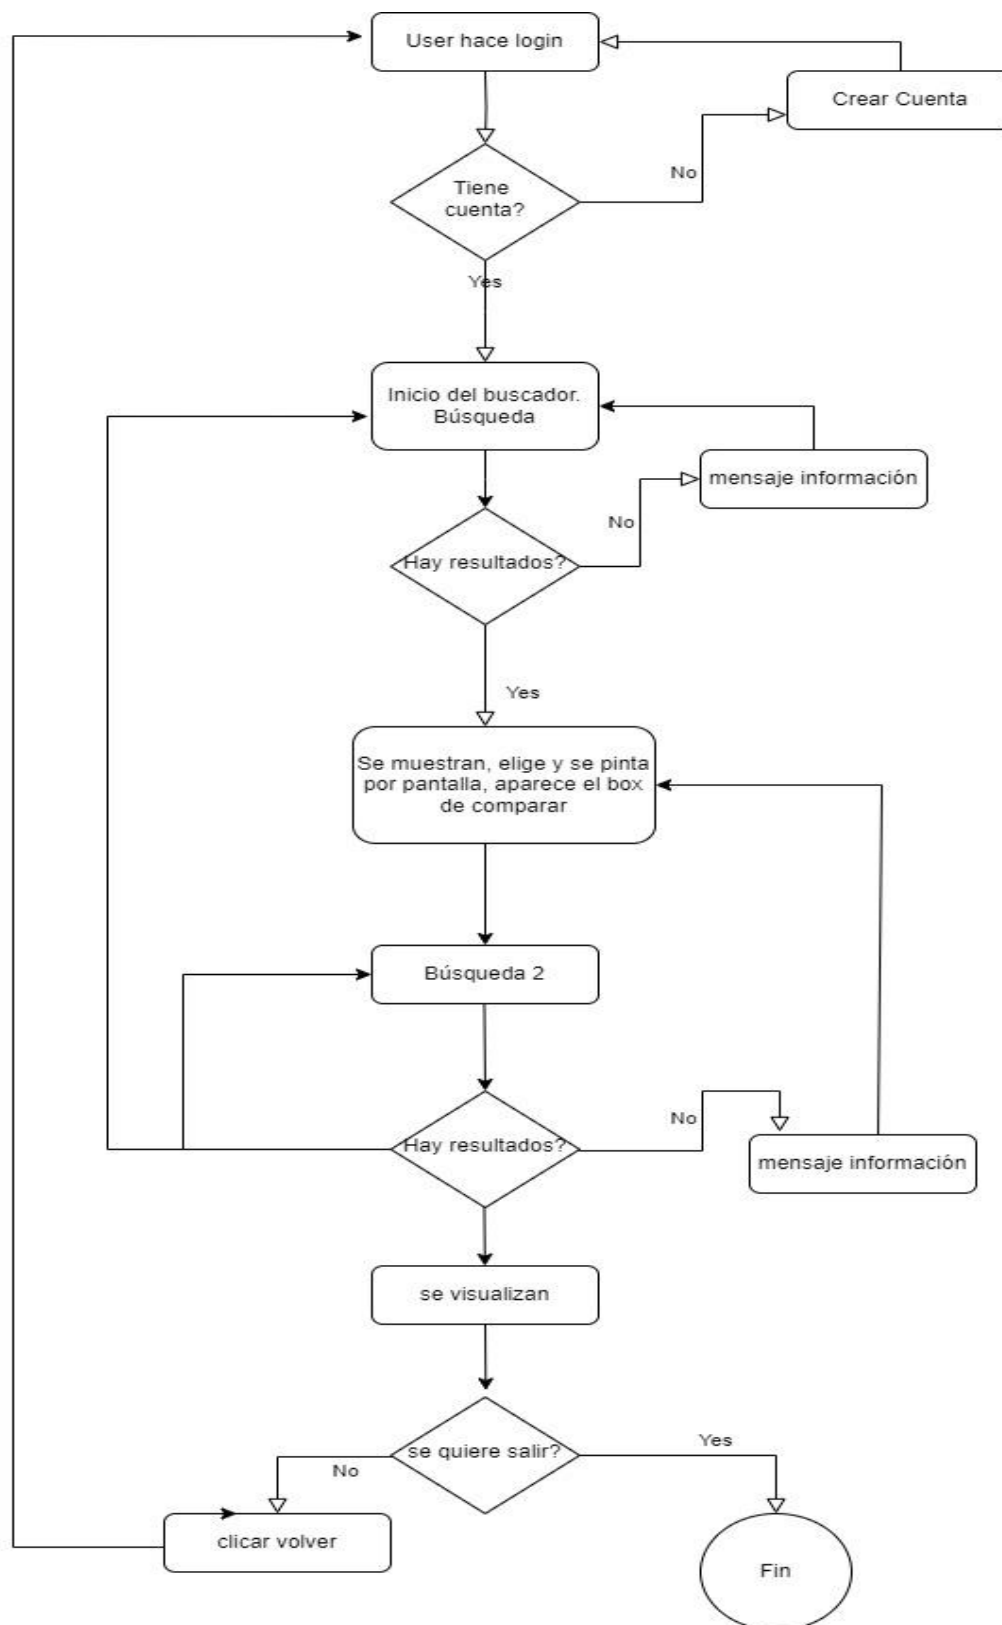 User hace login
Crear Cuenta
No
Tiene
cuenta?
Yes
Inicio del buscador.
Búsqueda
mensaje información
No
Hay resultados?
Yes
Se muestran, elige y se pinta
por pantalla, aparece el box
de comparar
Búsqueda 2
No
Hay resultados?
mensaje información
se visualizan
Yes
se quiere salir?
No
clicar volver
Fin